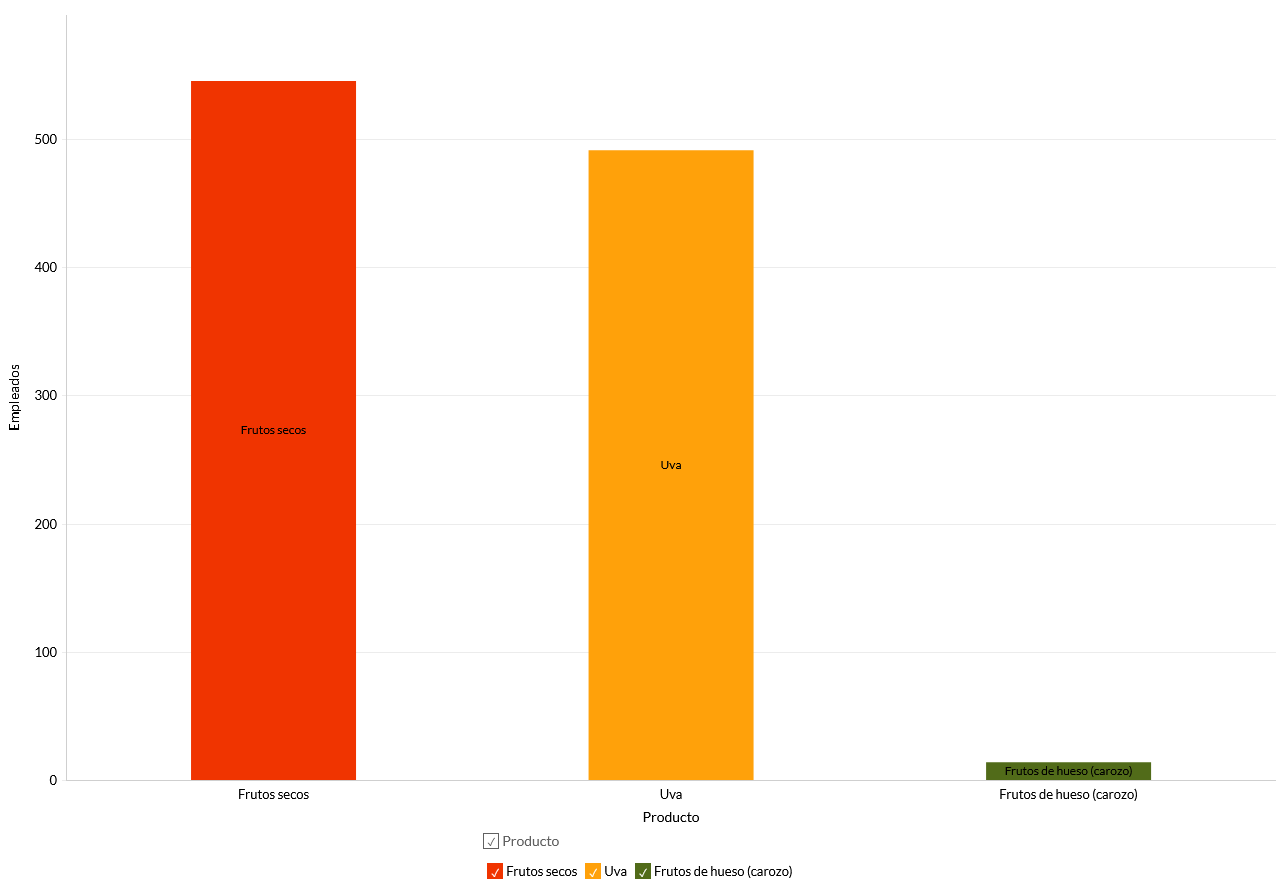 500
400
300
200
100
0
Empleados
Frutos secos
Uva
Frutos de hueso (carozo)
Frutos secos Uva Frutos de hueso (carozo)
Producto
Producto
Frutos secos Uva Frutos de hueso (carozo)